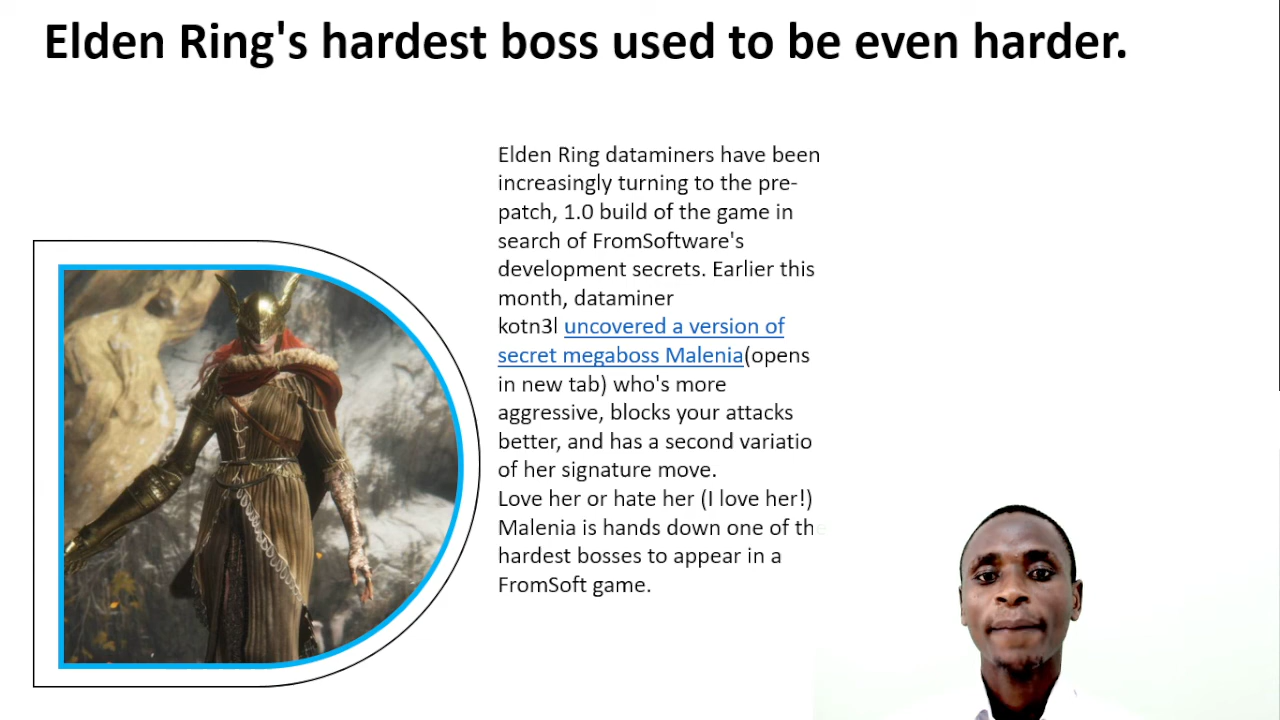 Elden Ring's hardest boss used to be even harder.
Elden Ring dataminers have been
increasingly turning to the pre-
patch, 1.0 build of the game in
search of FromSoftware's
development secrets. Earlier this
month, dataminer
kotn3l uncovered a version of
secret megaboss Malenia(opens
in new tab) who's more
aggressive, blocks your attacks
better, and has a second variatio
of her signature move.
Love her or hate her (I love her!)
Malenia is hands down one of the
hardest bosses to appear in a
FromSoft game.